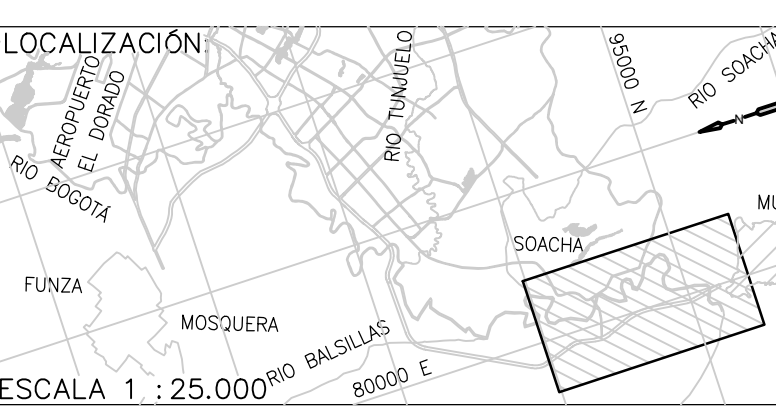 LOCALIZACIÓN:
AEROPUERTO
EL DORADO
RIO BOGOTÁ
RIO TUNJUELO
95000 N
RIO SOACHA
N
MU
SOACHA
FUNZA
MOSQUERA
RIO BALSILLAS
80000 E
ESCALA 1 : 25.000